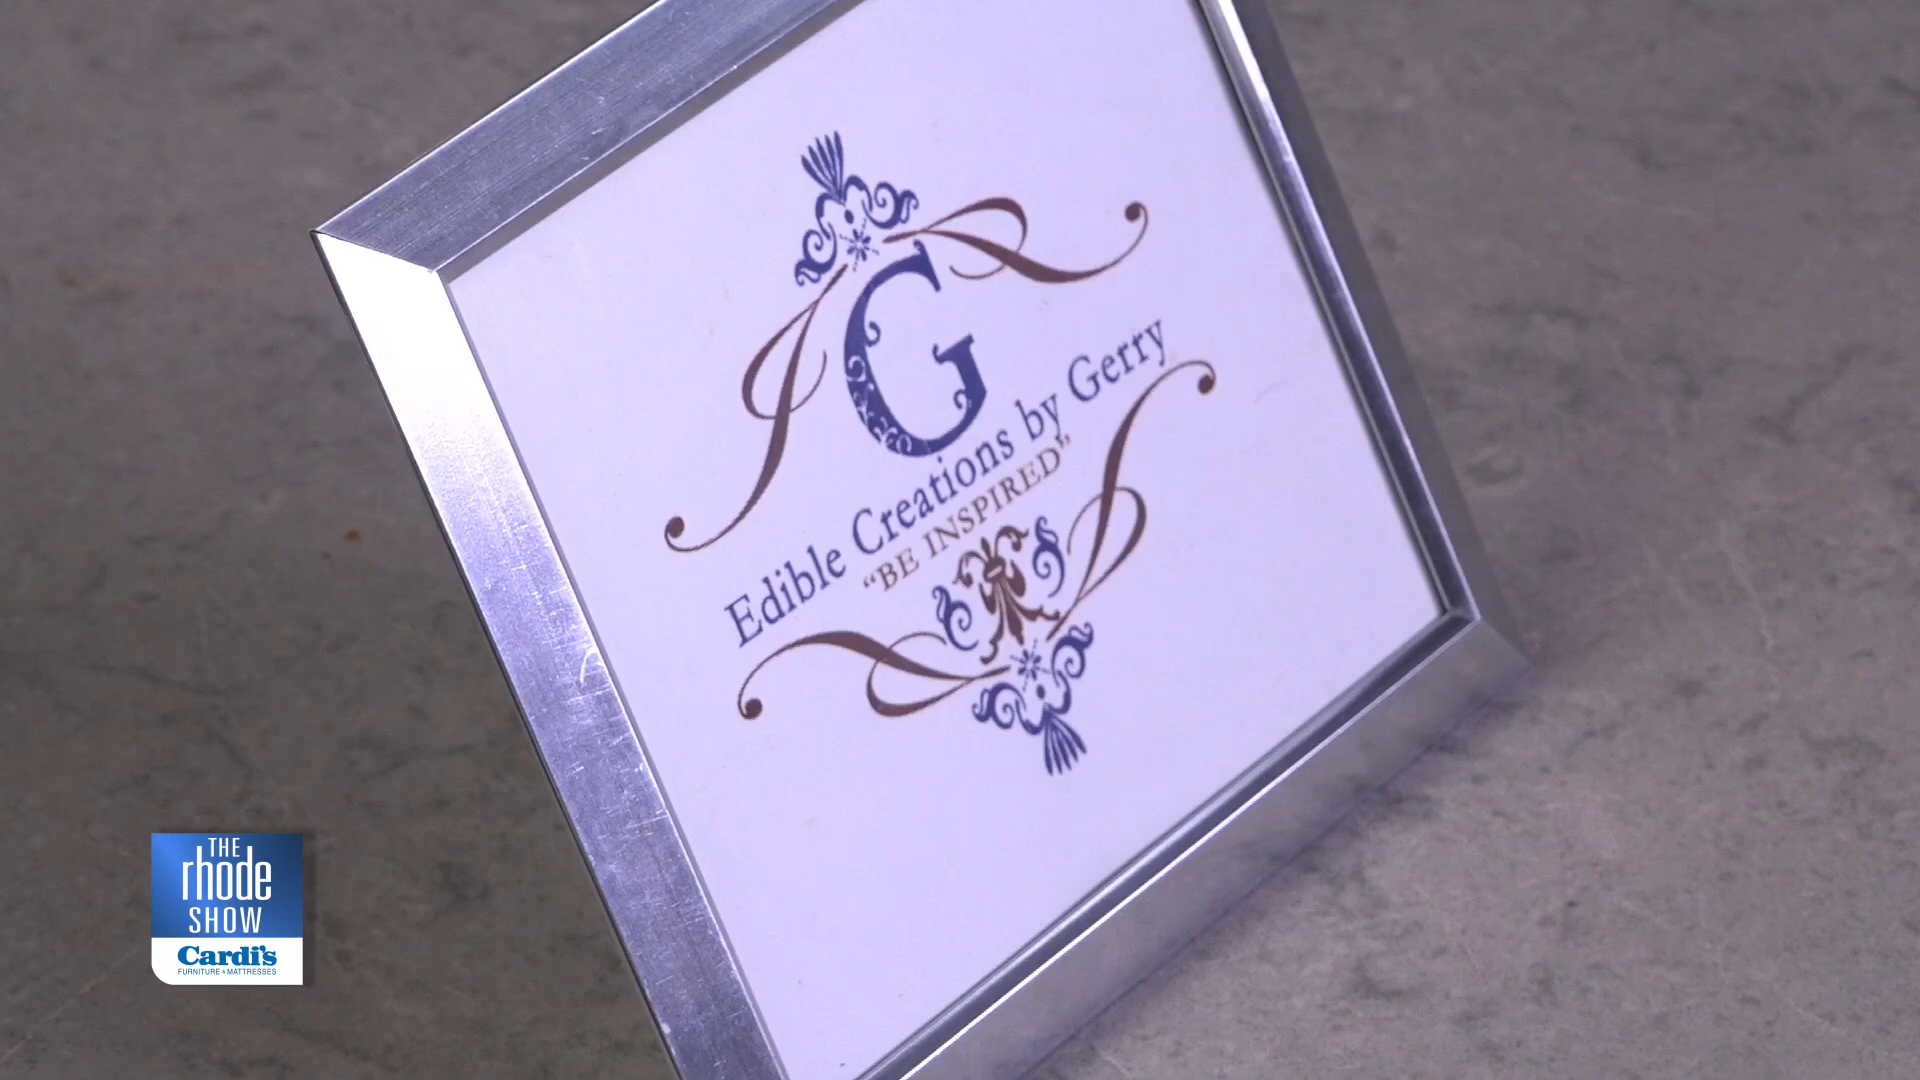 G
Edible Creations by Gerry
“BE INSPIRED”
THE
rhode
SHOW
Cardi's
FURNITURE & MATTRESSES